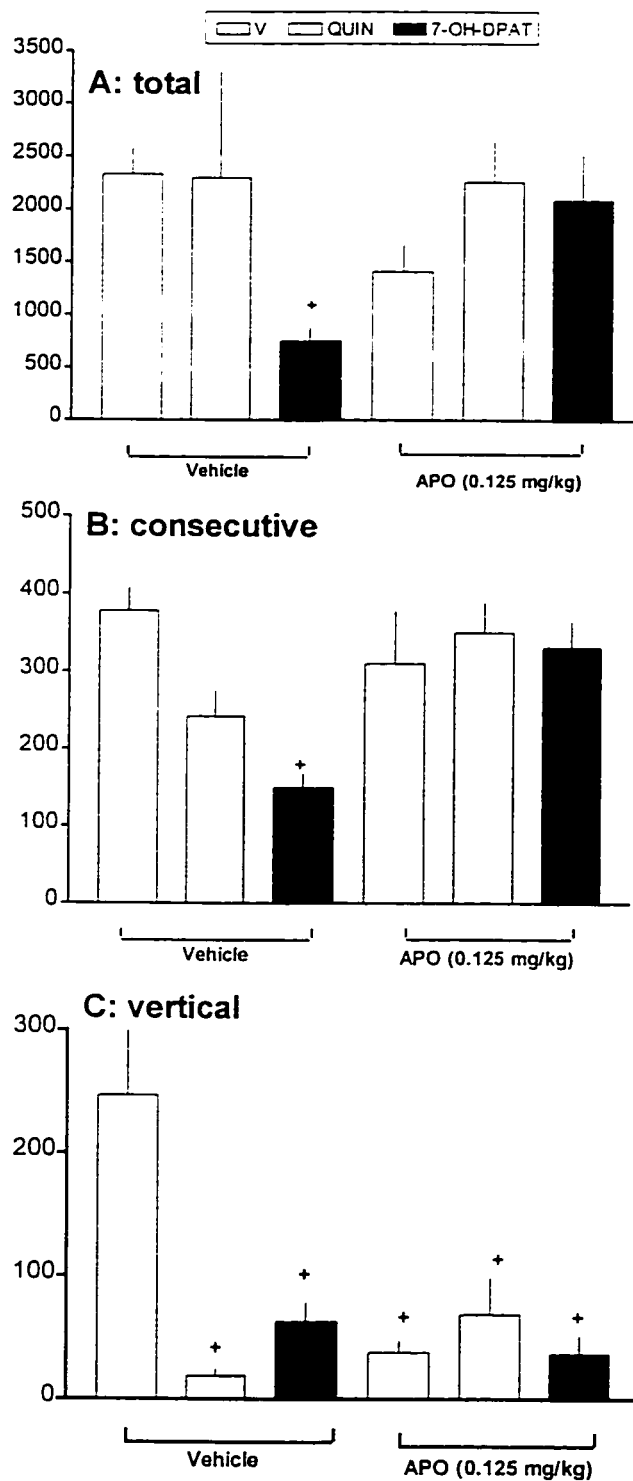 V QUIN 7-OH-DPAT
A: total
3500
3000
2500
2000
1500
1000
500
0
+
Vehicle
APO (0.125 mg/kg)
B: consecutive
500
400
300
200
100
0
+
Vehicle
APO (0.125 mg/kg)
C: vertical
300
200
100
0
+ + + + +
Vehicle
APO (0.125 mg/kg)